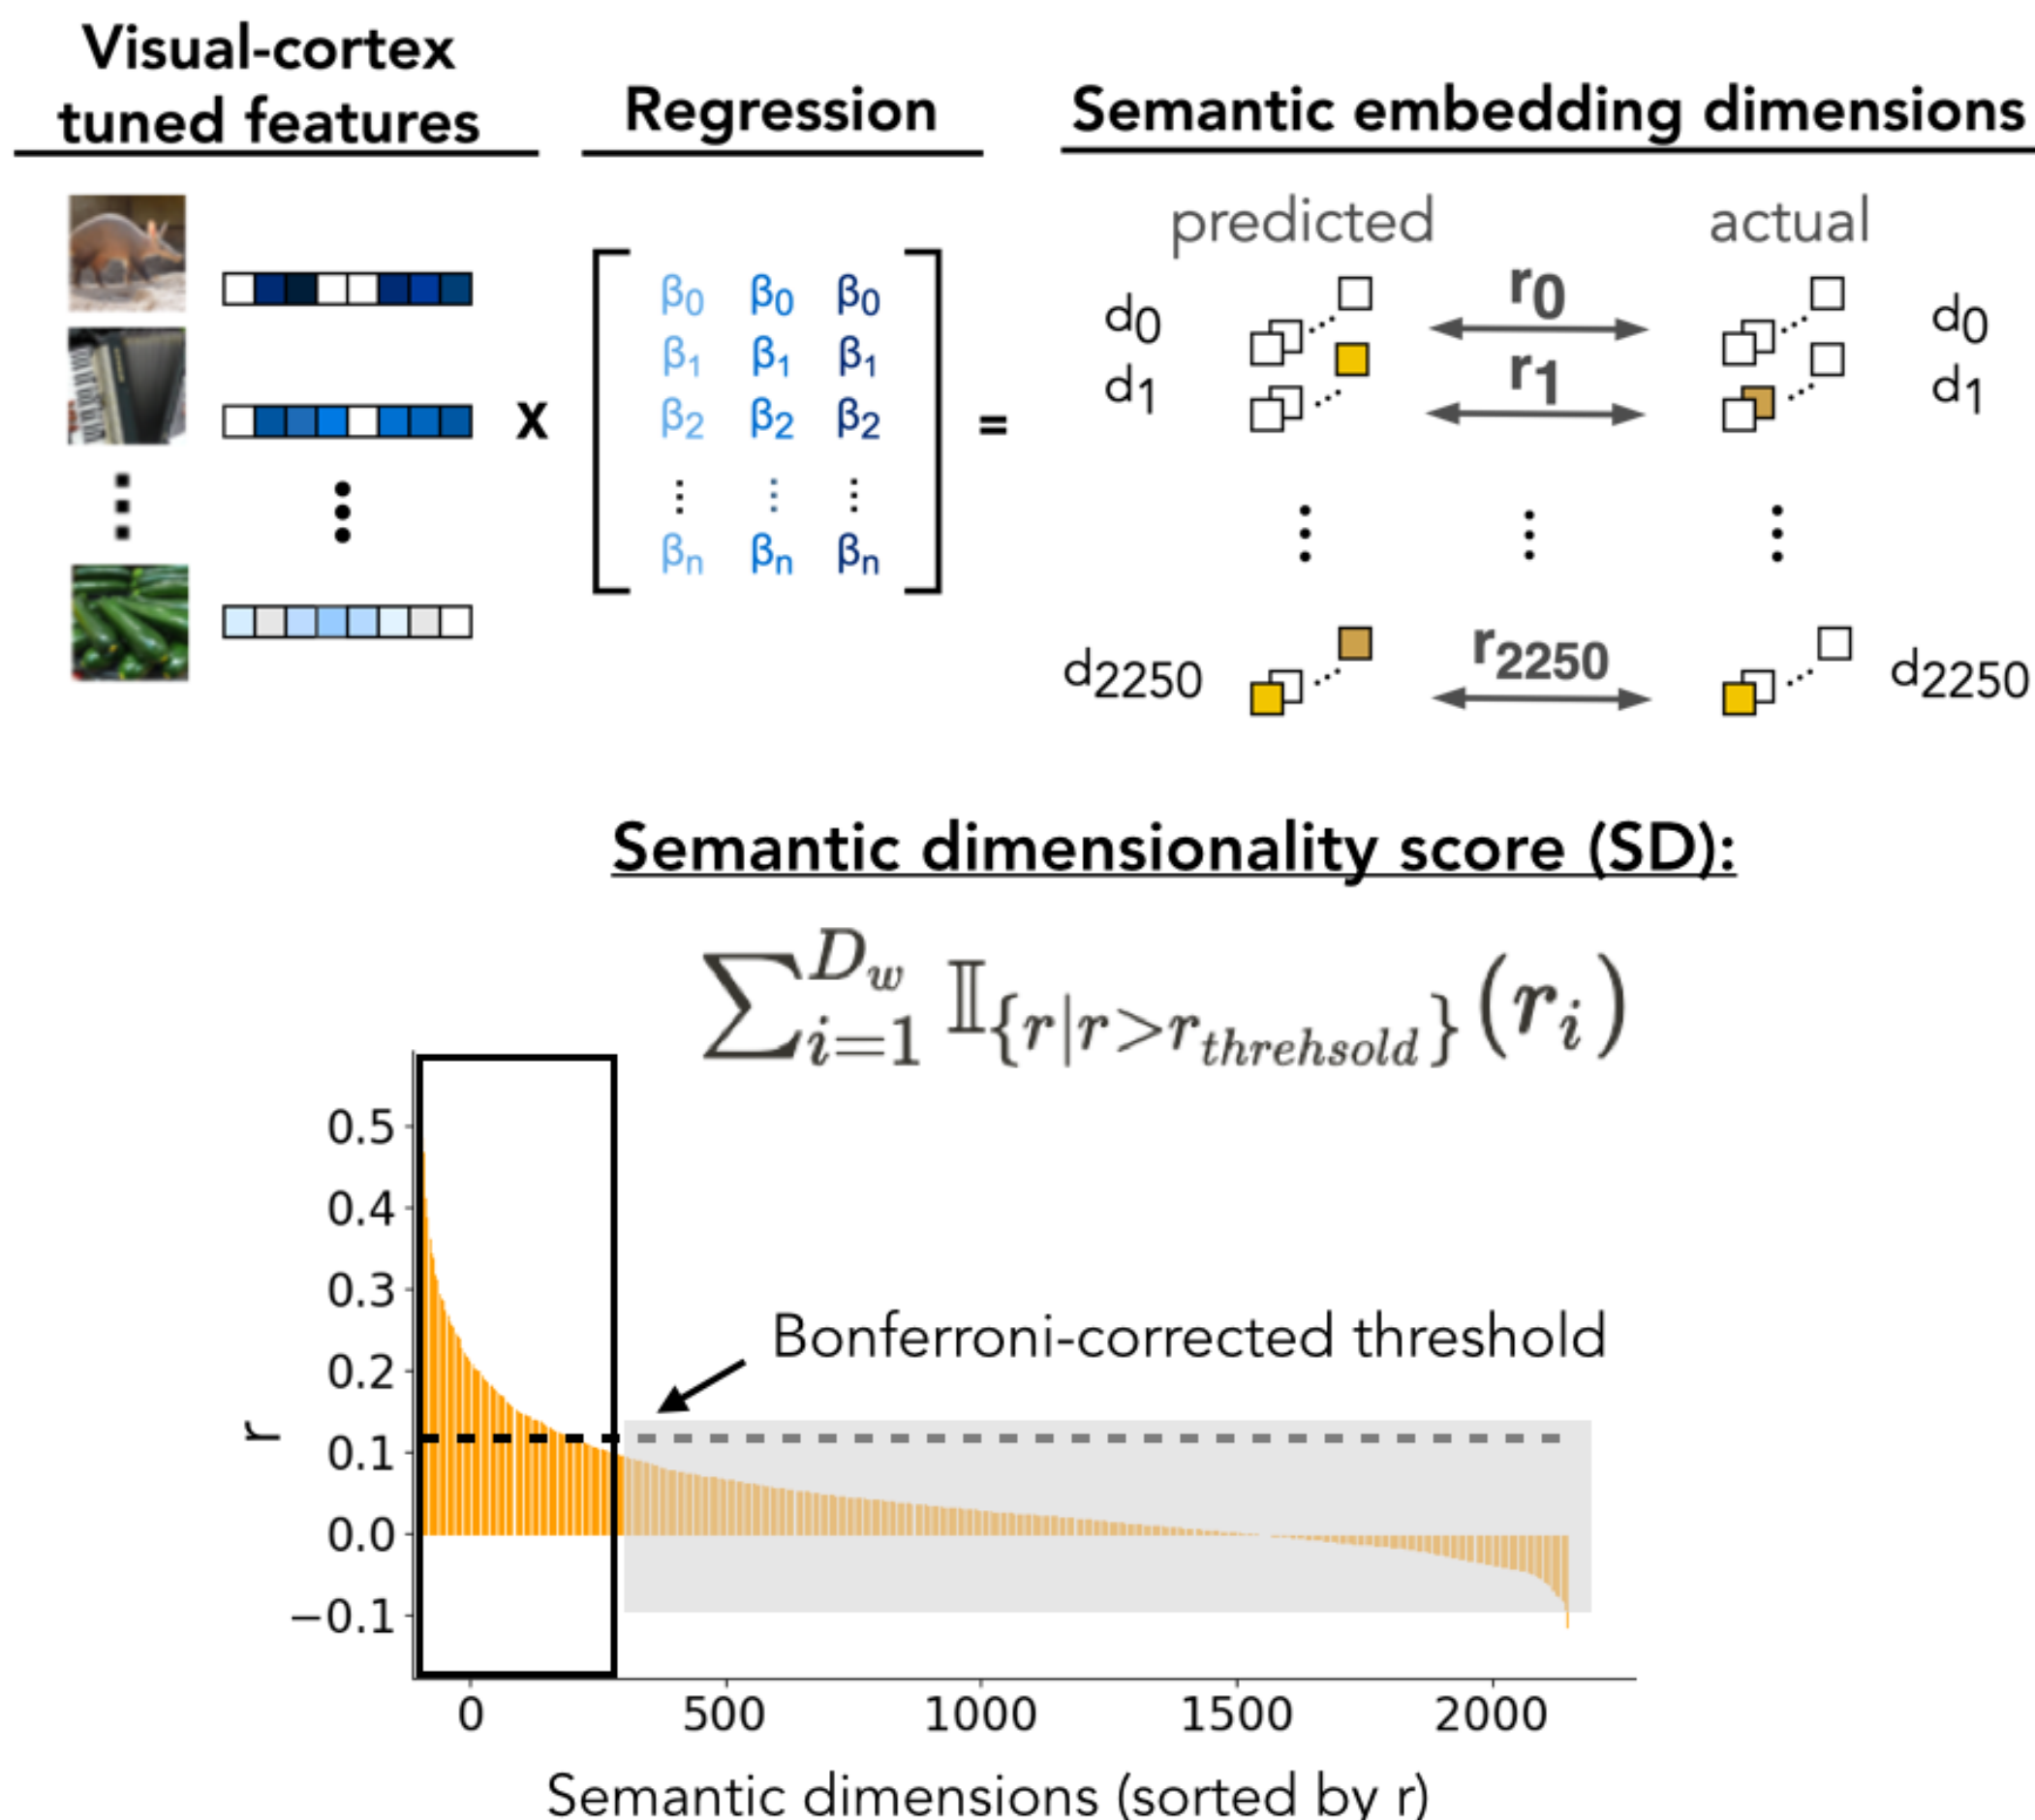 Visual-cortex
tuned features
Regression
Semantic embedding dimensions
predicted
actual
β0 β0 β0
β1 β1 β1
β2 β2 β2
⋮ ⋮ ⋮
βn βn βn
x
=
d0
r0
d0
d1
r1
d1
d2250
r2250
d2250
Semantic dimensionality score (SD):
∑_{i=1}^{D_w} 𝕀_{{r|r>r_{threhsold}}}(r_i)
0.5
0.4
0.3
0.2
0.1
0.0
−0.1
r
Bonferroni-corrected threshold
0 500 1000 1500 2000
Semantic dimensions (sorted by r)